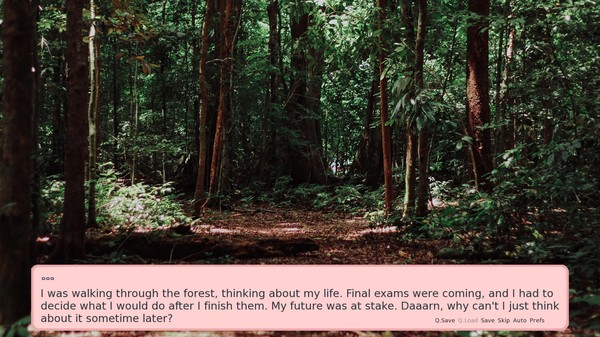 °°°
I was walking through the forest, thinking about my life. Final exams were coming, and I had to
decide what I would do after I finish them. My future was at stake. Daaarn, why can't I just think
about it sometime later?
Q.Save Q.Load Save Skip Auto Prefs